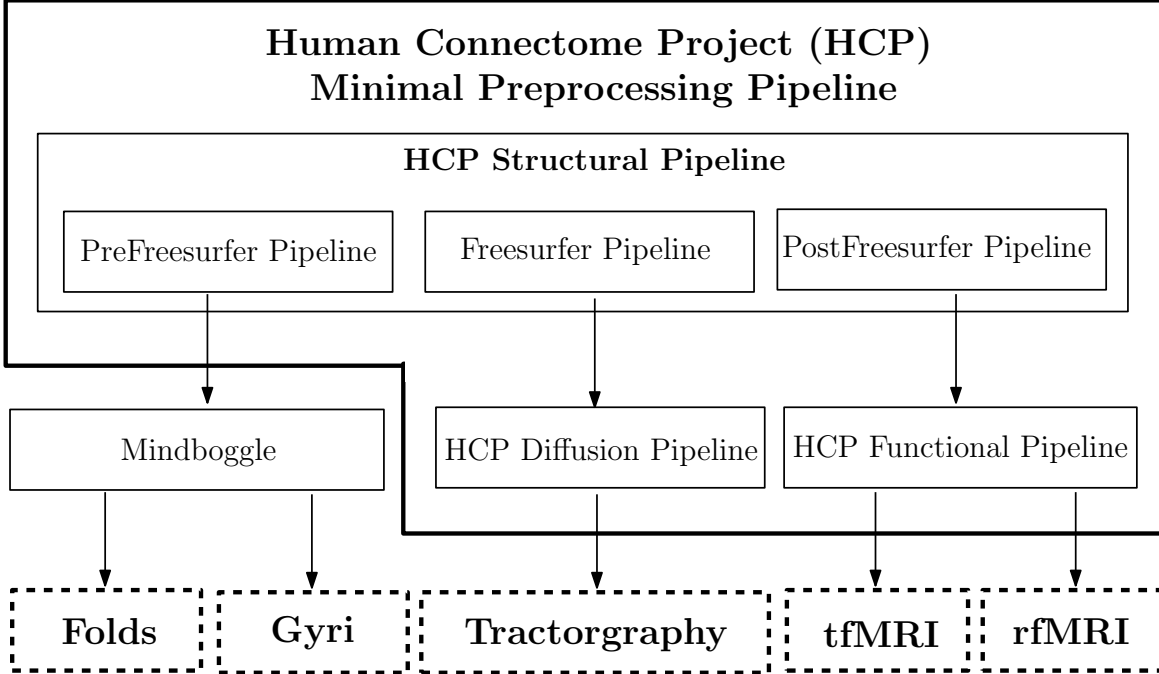 Human Connectome Project (HCP)
Minimal Preprocessing Pipeline
HCP Structural Pipeline
PreFreesurfer Pipeline
Freesurfer Pipeline
PostFreesurfer Pipeline
Mindboggle
HCP Diffusion Pipeline
HCP Functional Pipeline
Folds
Gyri
Tractorgraphy
tfMRI
rfMRI